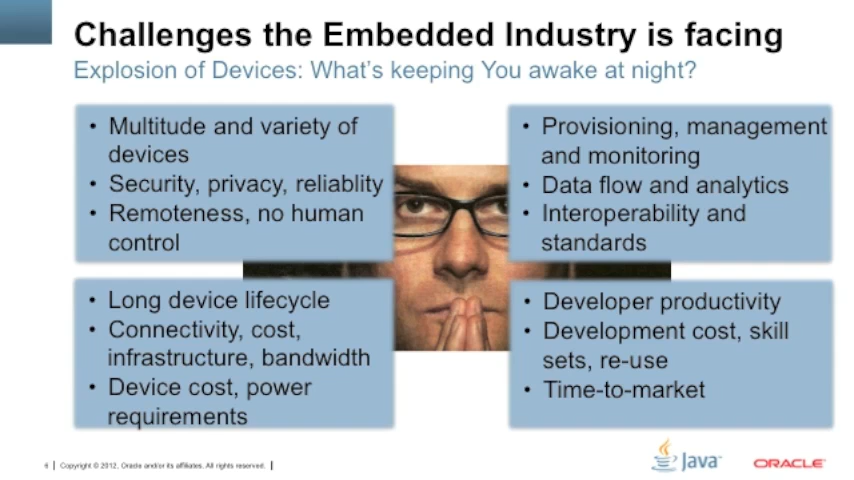 Challenges the Embedded Industry is facing
Explosion of Devices: What's keeping You awake at night?
• Multitude and variety of
devices
• Security, privacy, reliablity
• Remoteness, no human
control
• Provisioning, management
and monitoring
• Data flow and analytics
• Interoperability and
standards
• Long device lifecycle
• Connectivity, cost,
infrastructure, bandwidth
• Device cost, power
requirements
• Developer productivity
• Development cost, skill
sets, re-use
• Time-to-market
6 | Copyright © 2012, Oracle and/or its affiliates. All rights reserved. |
Java
ORACLE